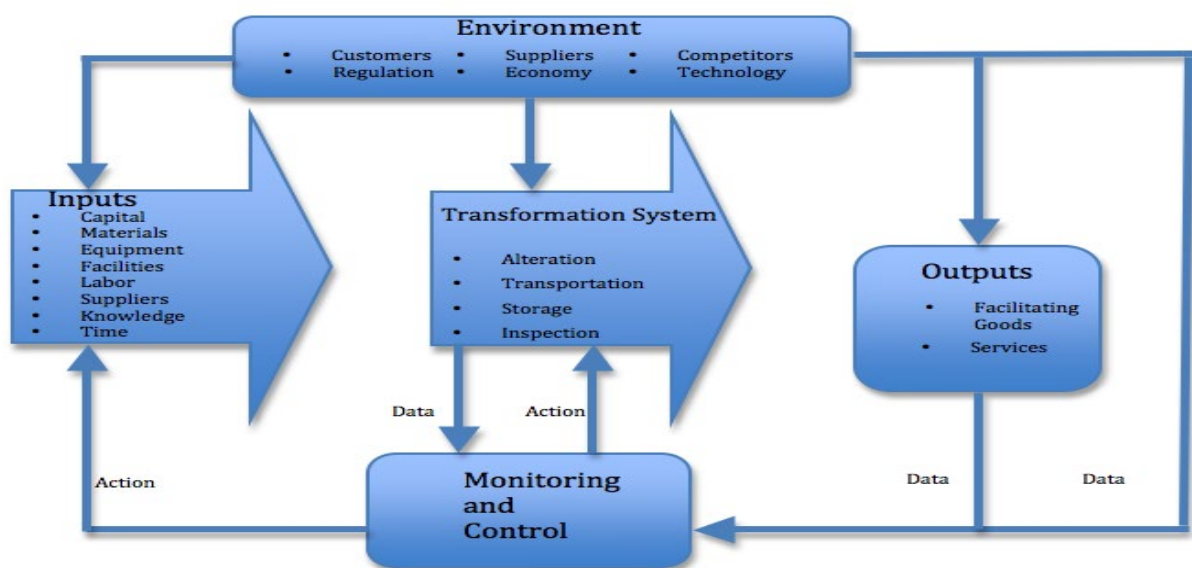 Environment
• Customers • Suppliers • Competitors
• Regulation • Economy • Technology
Inputs
• Capital
• Materials
• Equipment
• Facilities
• Labor
• Suppliers
• Knowledge
• Time
Transformation System
• Alteration
• Transportation
• Storage
• Inspection
Outputs
• Facilitating
Goods
• Services
Data
Action
Action
Monitoring
and
Control
Data
Data